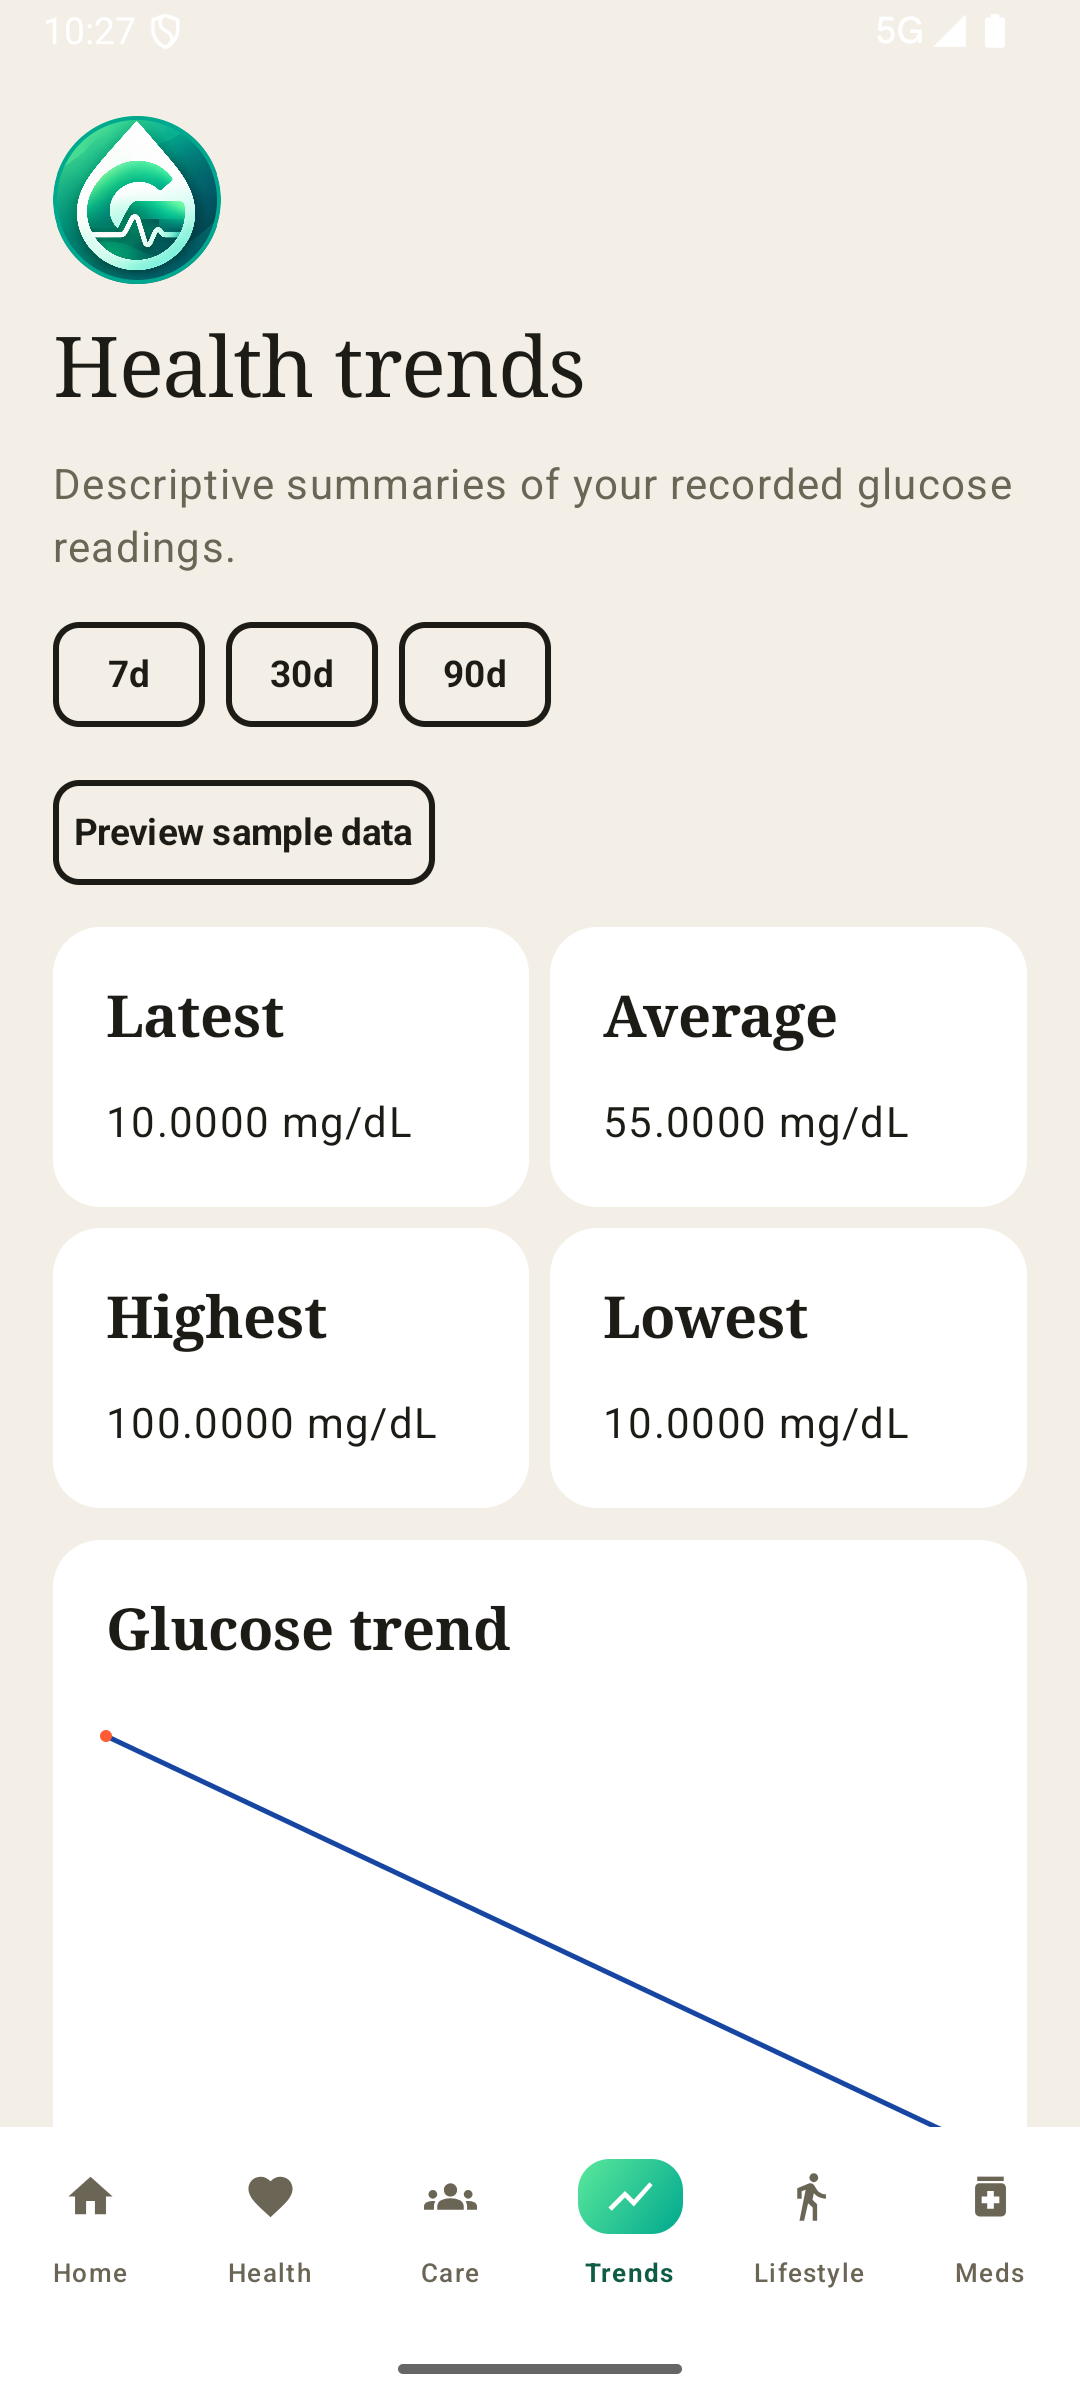 10:27
5G
Health trends
Descriptive summaries of your recorded glucose
readings.
7d
30d
90d
Preview sample data
Latest
10.0000 mg/dL
Average
55.0000 mg/dL
Highest
100.0000 mg/dL
Lowest
10.0000 mg/dL
Glucose trend
Home
Health
Care
Trends
Lifestyle
Meds